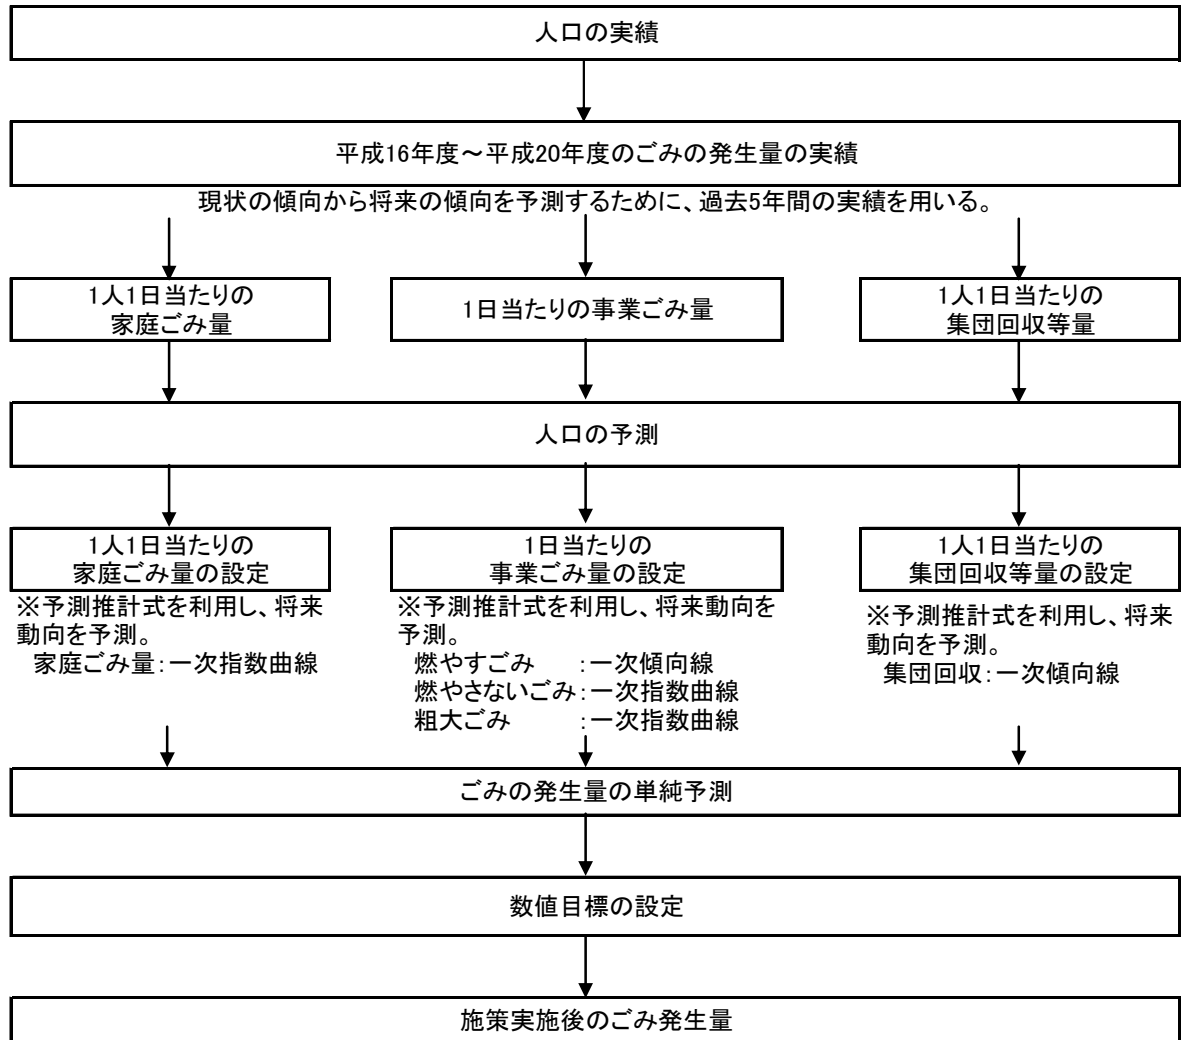 人口の実績
平成16年度～平成20年度のごみの発生量の実績
現状の傾向から将来の傾向を予測するために、過去5年間の実績を用いる。
1人1日当たりの
家庭ごみ量
1日当たりの事業ごみ量
1人1日当たりの
集団回収等量
人口の予測
1人1日当たりの
家庭ごみ量の設定
※予測推計式を利用し、将来
動向を予測。
家庭ごみ量：一次指数曲線
1日当たりの
事業ごみ量の設定
※予測推計式を利用し、将来動向を
予測。
燃やすごみ　　：一次傾向線
燃やさないごみ：一次指数曲線
粗大ごみ　　　：一次指数曲線
1人1日当たりの
集団回収等量の設定
※予測推計式を利用し、将来
動向を予測。
集団回収：一次傾向線
ごみの発生量の単純予測
数値目標の設定
施策実施後のごみ発生量